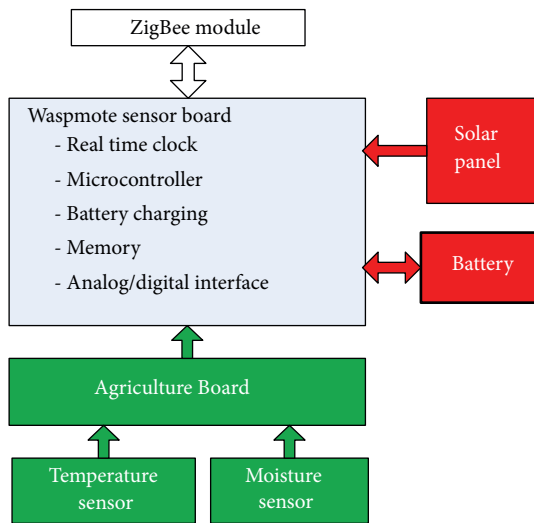 ZigBee module
Waspmote sensor board
- Real time clock
- Microcontroller
- Battery charging
- Memory
- Analog/digital interface
Solar
panel
Battery
Agriculture Board
Temperature
sensor
Moisture
sensor